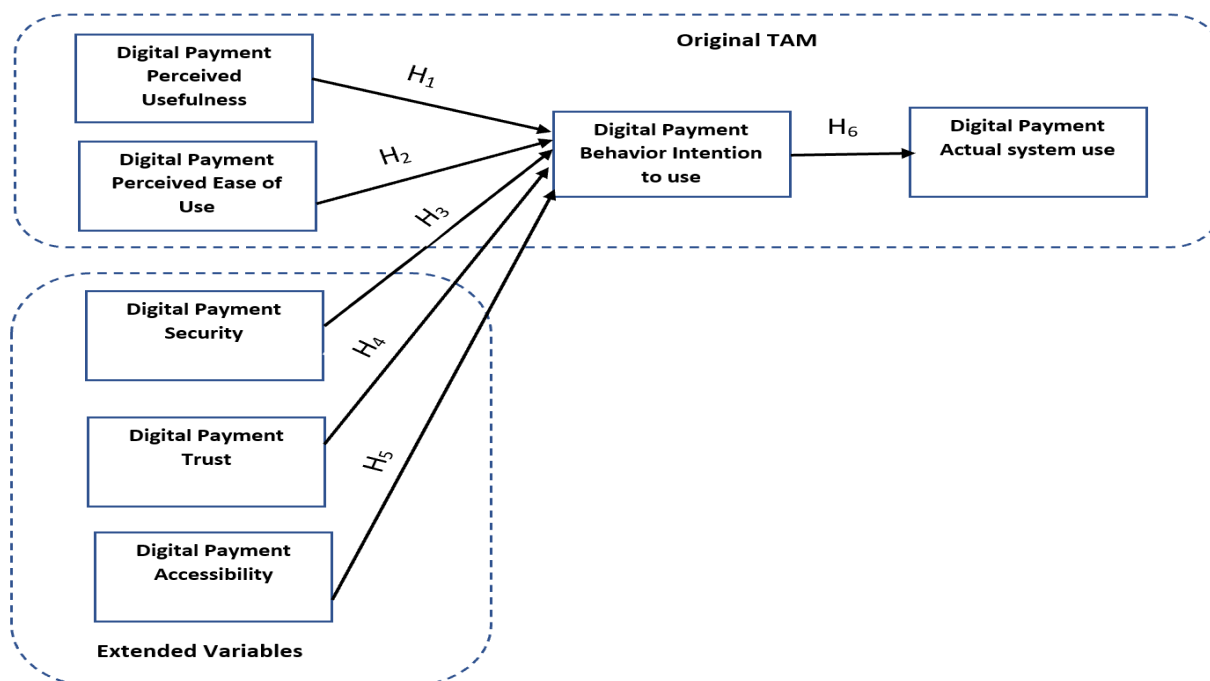 Original TAM
Digital Payment
Perceived
Usefulness
H₁
Digital Payment
Perceived Ease of
Use
H₂
Digital Payment
Behavior Intention
to use
H₆
Digital Payment
Actual system use
H₃
Digital Payment
Security
H₄
Digital Payment
Trust
H₅
Digital Payment
Accessibility
Extended Variables